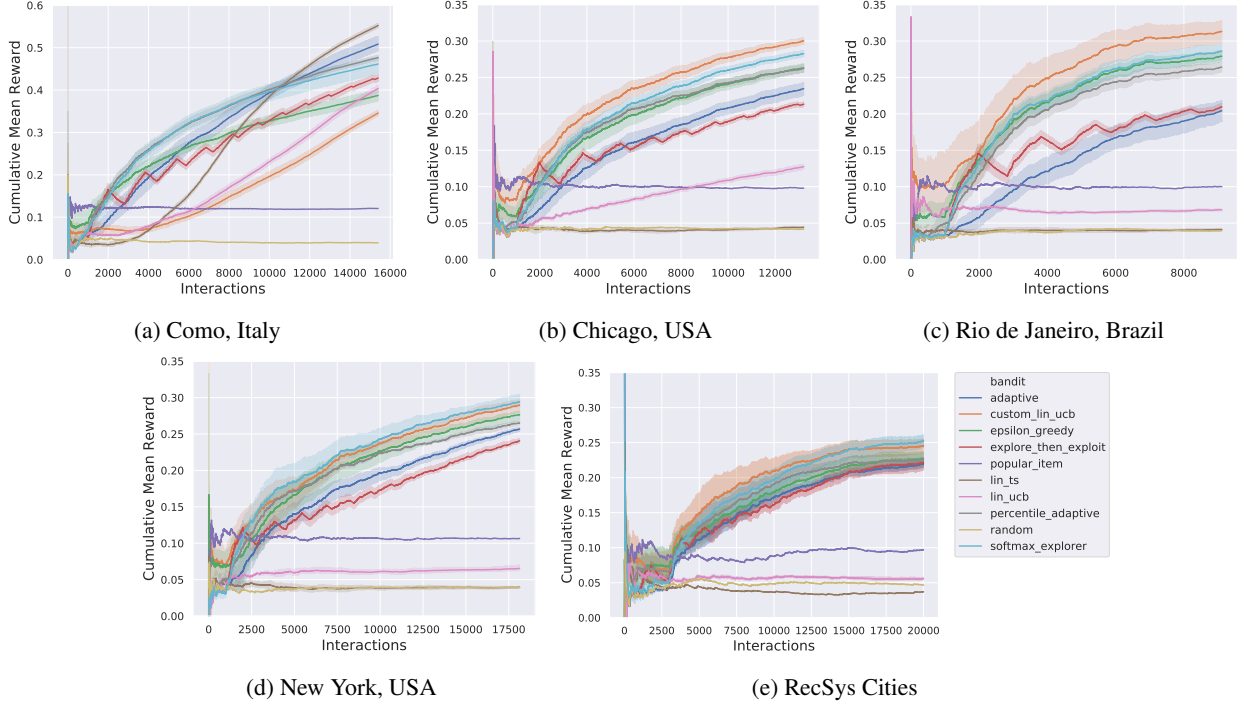 0.6
0.5
0.4
0.3
0.2
0.1
0.0
Cumulative Mean Reward
0 2000 4000 6000 8000 10000 12000 14000 16000
Interactions
(a) Como, Italy
0.35
0.30
0.25
0.20
0.15
0.10
0.05
0.00
Cumulative Mean Reward
0 2000 4000 6000 8000 10000 12000
Interactions
(b) Chicago, USA
0.35
0.30
0.25
0.20
0.15
0.10
0.05
0.00
Cumulative Mean Reward
0 2000 4000 6000 8000
Interactions
(c) Rio de Janeiro, Brazil
0.35
0.30
0.25
0.20
0.15
0.10
0.05
0.00
Cumulative Mean Reward
0 2500 5000 7500 10000 12500 15000 17500
Interactions
(d) New York, USA
0.35
0.30
0.25
0.20
0.15
0.10
0.05
0.00
Cumulative Mean Reward
0 2500 5000 7500 10000 12500 15000 17500 20000
Interactions
(e) RecSys Cities
bandit
adaptive
custom_lin_ucb
epsilon_greedy
explore_then_exploit
popular_item
lin_ts
lin_ucb
percentile_adaptive
random
softmax_explorer